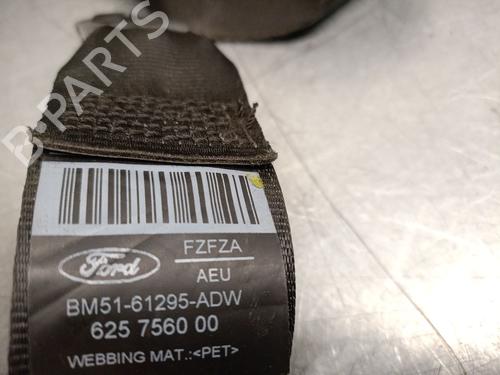 B-PARTS
FZFZA
Ford
AEU
BM51-61295-ADW
625 7560 00
WEBBING MAT.:<PET>